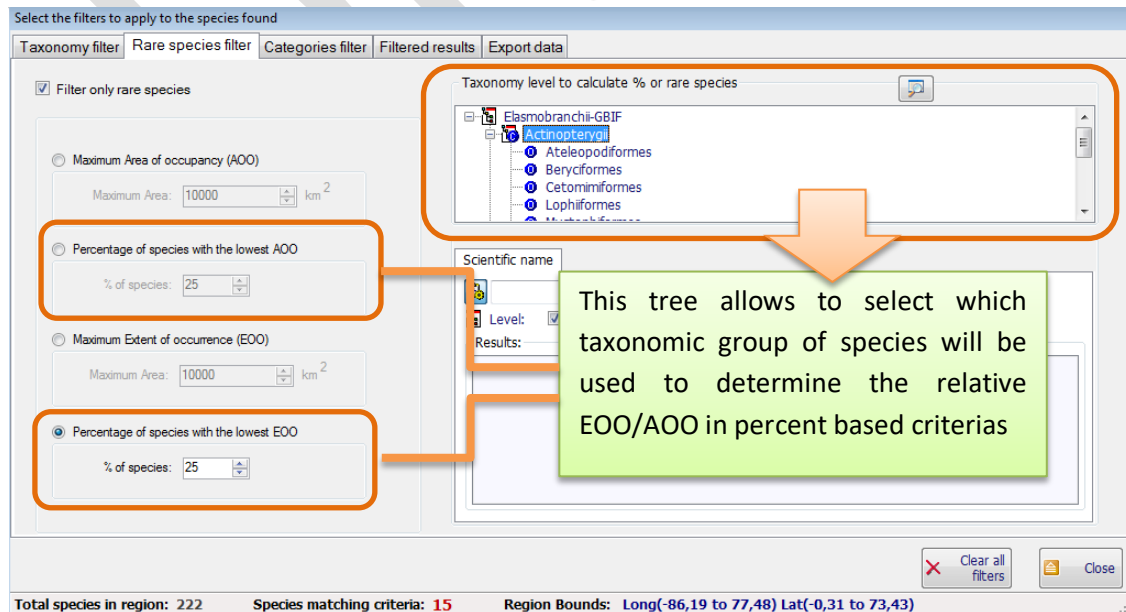 Select the filters to apply to the species found
Taxonomy filter Rare species filter Categories filter Filtered results Export data
Filter only rare species
Maximum Area of occupancy (AOO)
Maximum Area: 10000 km2
Percentage of species with the lowest AOO
% of species: 25
Maximum Extent of occurrence (EOO)
Maximum Area: 10000 km2
Percentage of species with the lowest EOO
% of species: 25
Taxonomy level to calculate % or rare species
Elasmobranchii-GBIF
Actinopterygii
Ateleopodiformes
Beryciformes
Cetomimiformes
Lophiiformes
Scientific name
Level:
Results:
This tree allows to select which
taxonomic group of species will be
used to determine the relative
EOO/AOO in percent based criterias
Clear all
filters
Close
Total species in region: 222 Species matching criteria: 15 Region Bounds: Long(-86,19 to 77,48) Lat(-0,31 to 73,43)